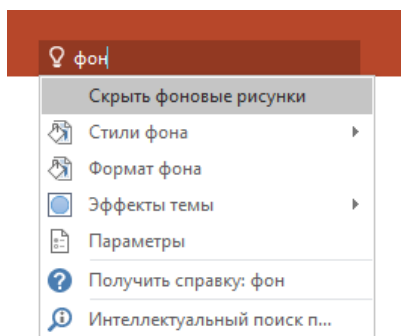 фон
Скрыть фоновые рисунки
Стили фона
Формат фона
Эффекты темы
Параметры
Получить справку: фон
Интеллектуальный поиск п...